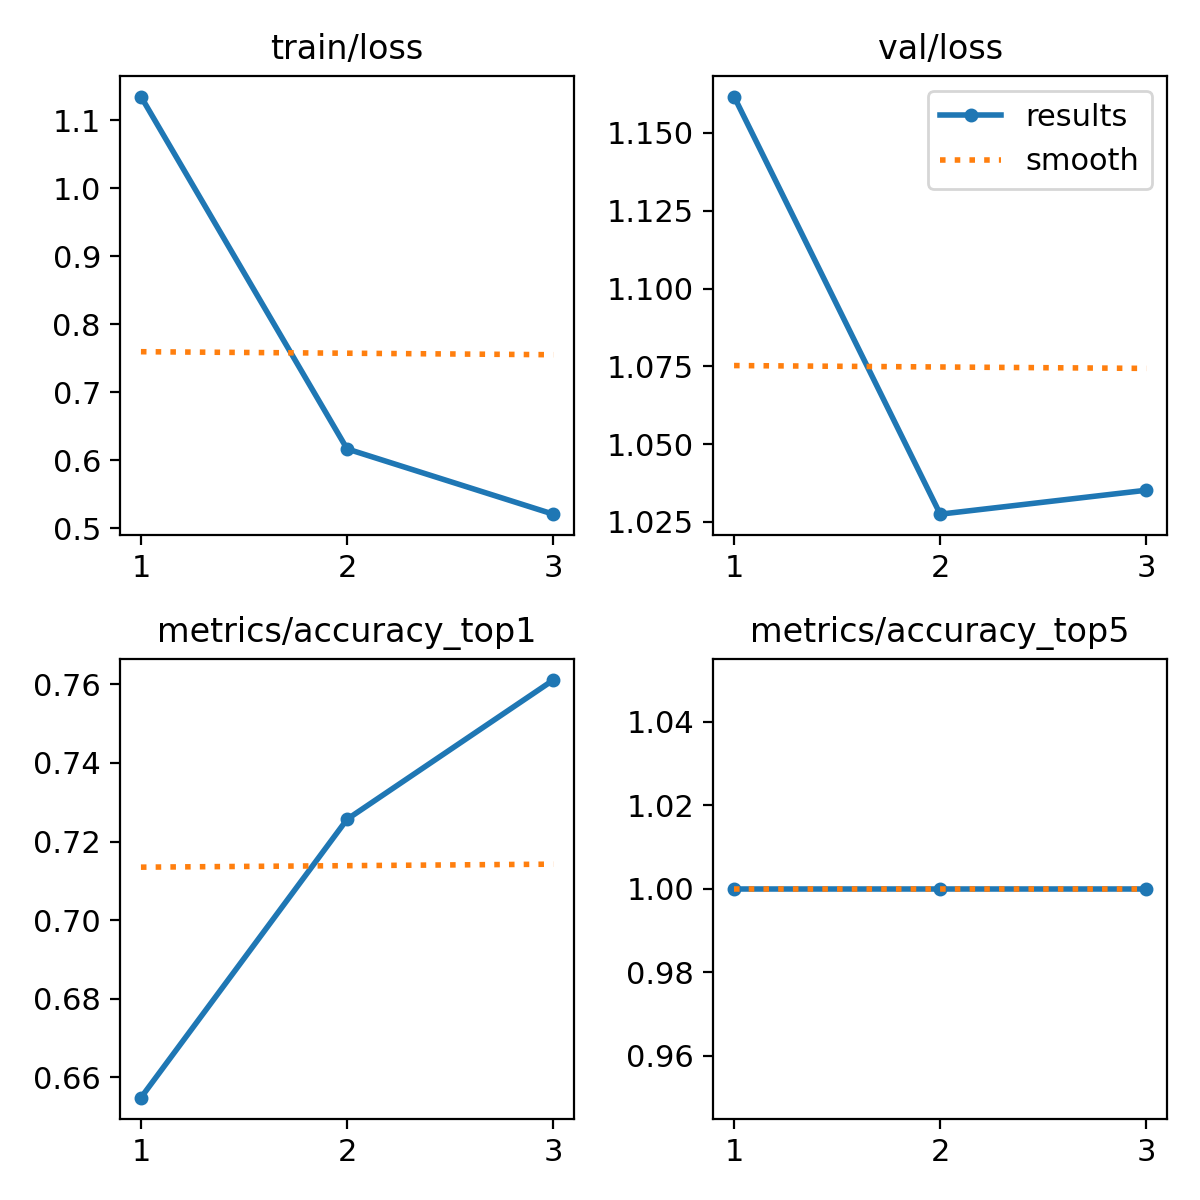 train/loss
1.1
1.0
0.9
0.8
0.7
0.6
0.5
1 2 3
val/loss
results
smooth
1.150
1.125
1.100
1.075
1.050
1.025
1 2 3
metrics/accuracy_top1
0.76
0.74
0.72
0.70
0.68
0.66
1 2 3
metrics/accuracy_top5
1.04
1.02
1.00
0.98
0.96
1 2 3